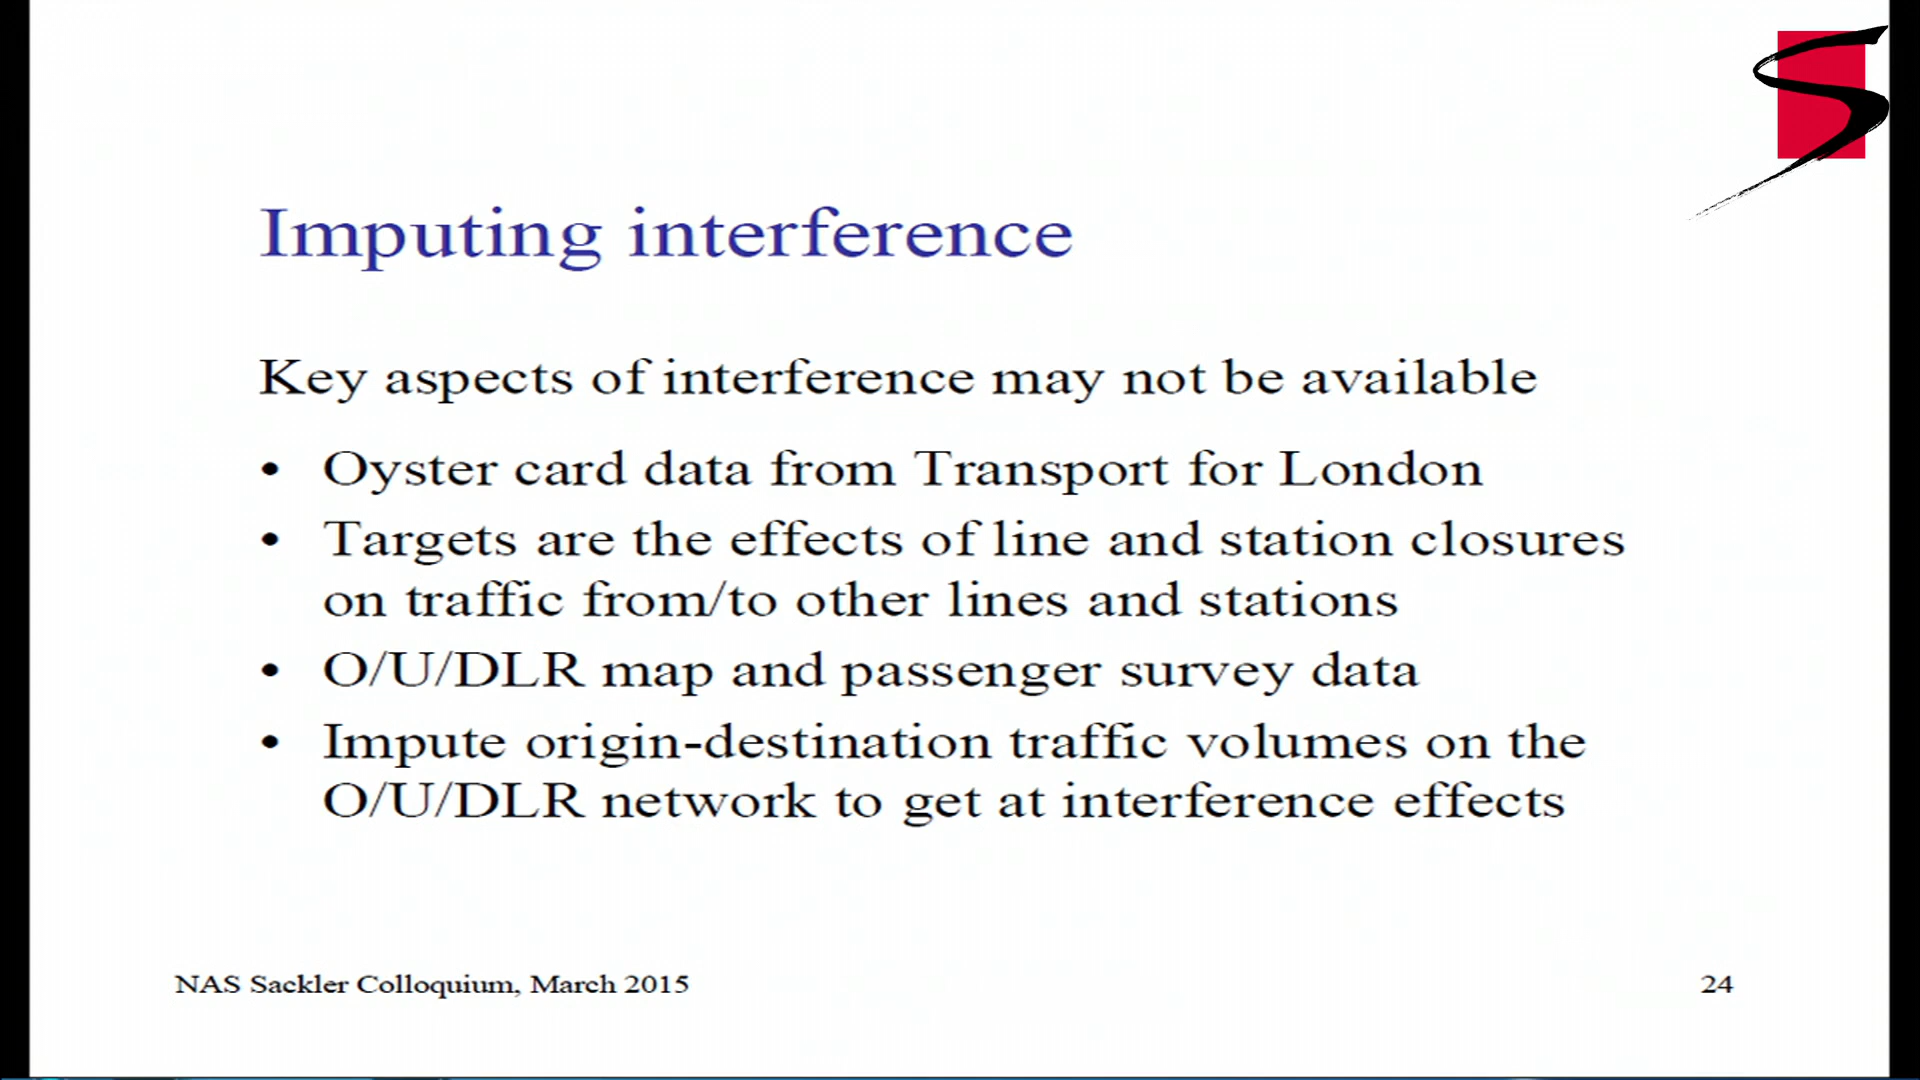 Imputing interference
Key aspects of interference may not be available
• Oyster card data from Transport for London
• Targets are the effects of line and station closures
on traffic from/to other lines and stations
• O/U/DLR map and passenger survey data
• Impute origin-destination traffic volumes on the
O/U/DLR network to get at interference effects
NAS Sackler Colloquium, March 2015
24